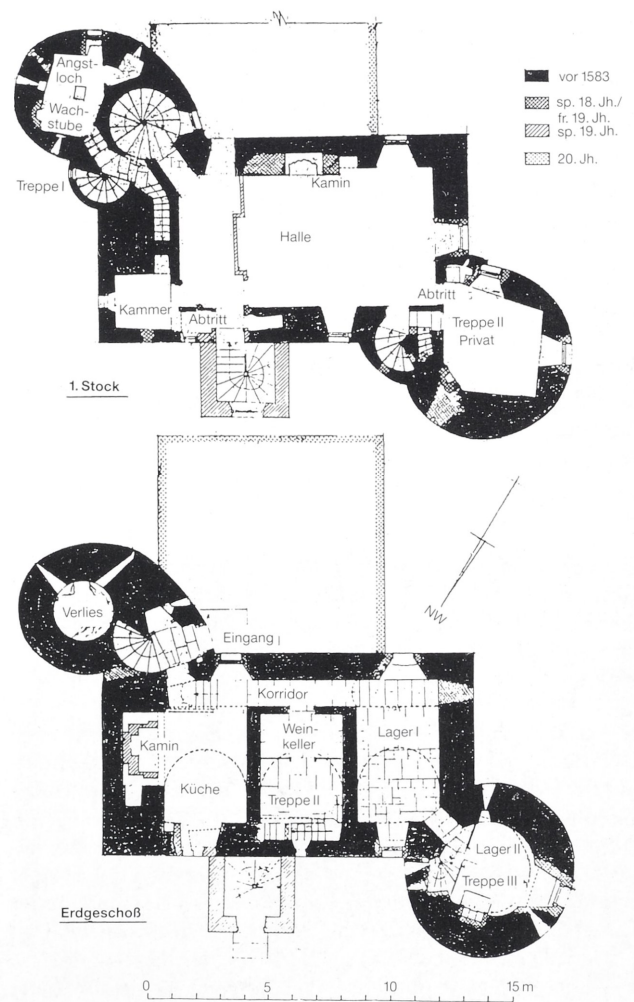 Angst-
loch
Wach-
stube
Treppe I
Kamin
Halle
Kammer
Abtritt
Abtritt
Treppe II
Privat
vor 1583
sp. 18. Jh./
fr. 19. Jh.
sp. 19. Jh.
20. Jh.
1. Stock
NW
Verlies
Eingang I
Korridor
Kamin
Wein-
keller
Lager I
Küche
Treppe II
Lager II
Treppe III
Erdgeschoß
0 5 10 15 m